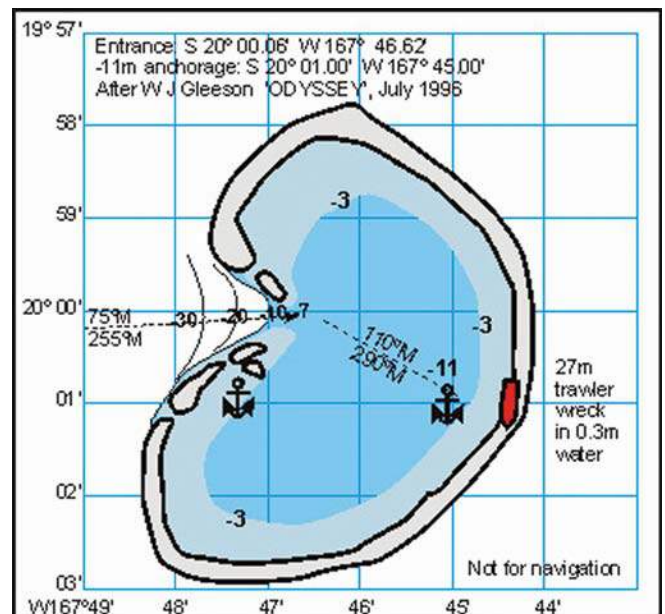 19° 57'
Entrance: S 20° 00.06' W 167° 46.62'
-11m anchorage: S 20° 01.00' W 167° 45.00'
After W J Gleeson 'ODYSSEY', July 1996
58'
-3
59'
20° 00'
75°M
-30 -20 -10 -7
255°M
-3
110°M
290°M
-11
27m
trawler
wreck
in 0.3m
water
01'
02'
-3
Not for navigation
03'
W167°49' 48' 47' 46' 45' 44'